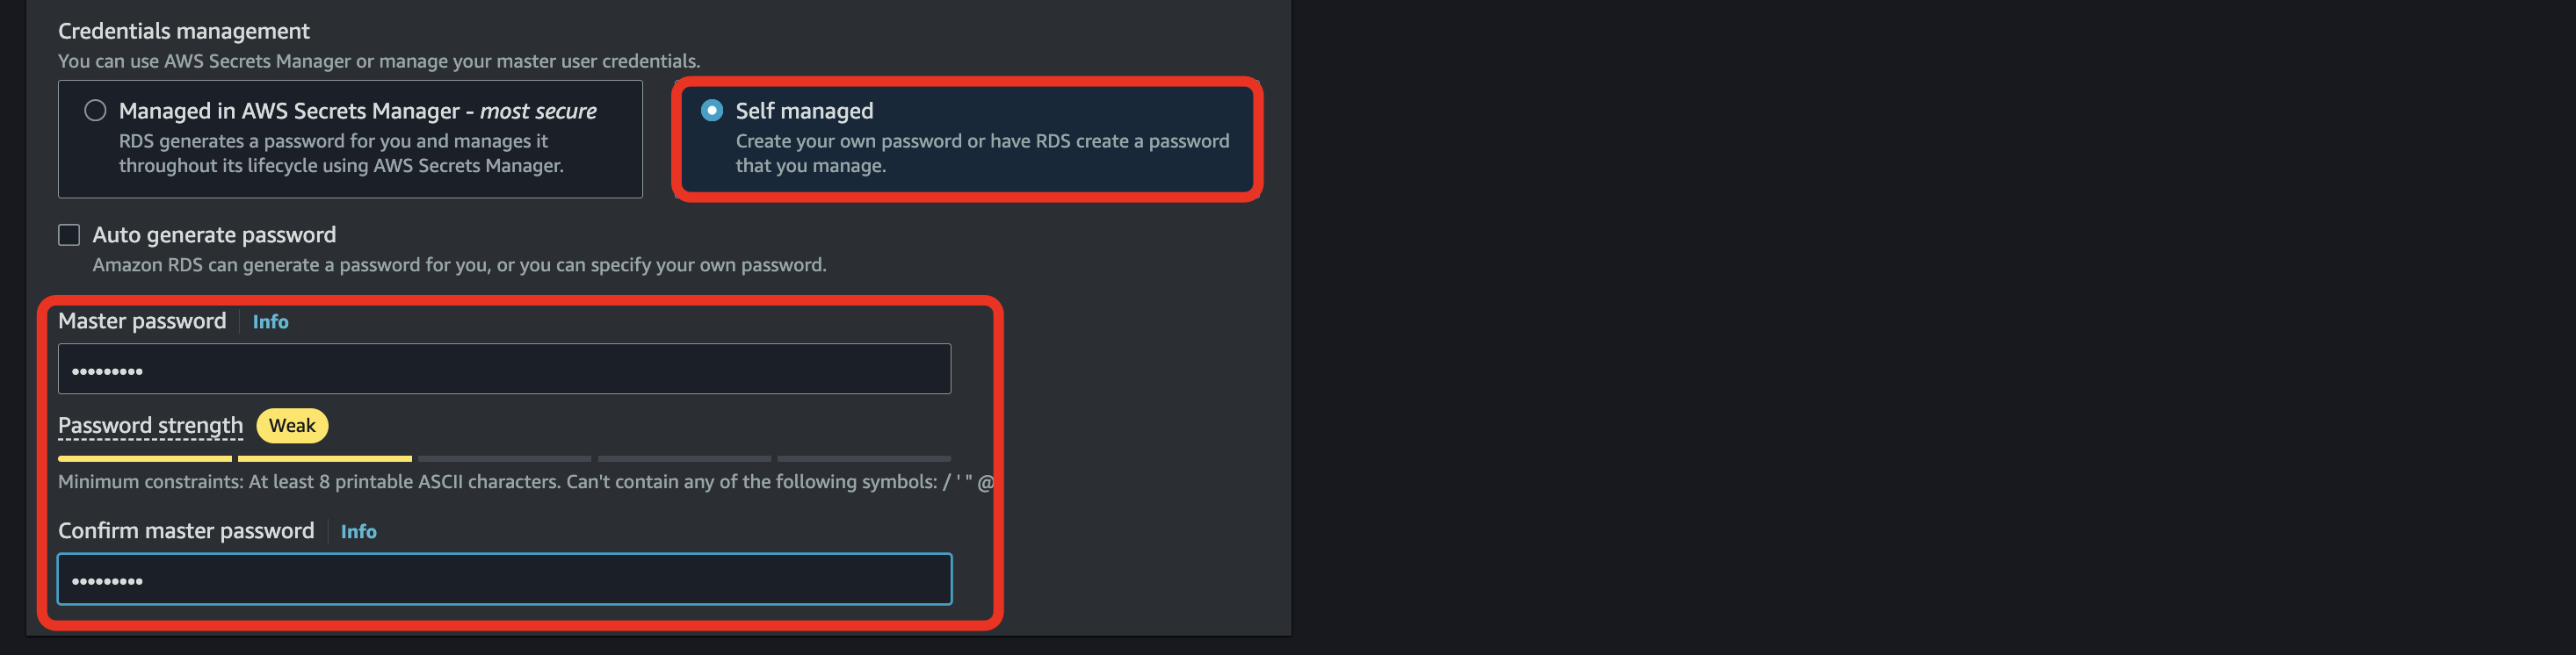 Credentials management
You can use AWS Secrets Manager or manage your master user credentials.
Managed in AWS Secrets Manager - most secure
RDS generates a password for you and manages it
throughout its lifecycle using AWS Secrets Manager.
Self managed
Create your own password or have RDS create a password
that you manage.
Auto generate password
Amazon RDS can generate a password for you, or you can specify your own password.
Master password Info
•••••••••
Password strength Weak
Minimum constraints: At least 8 printable ASCII characters. Can't contain any of the following symbols: / ' " @
Confirm master password Info
•••••••••